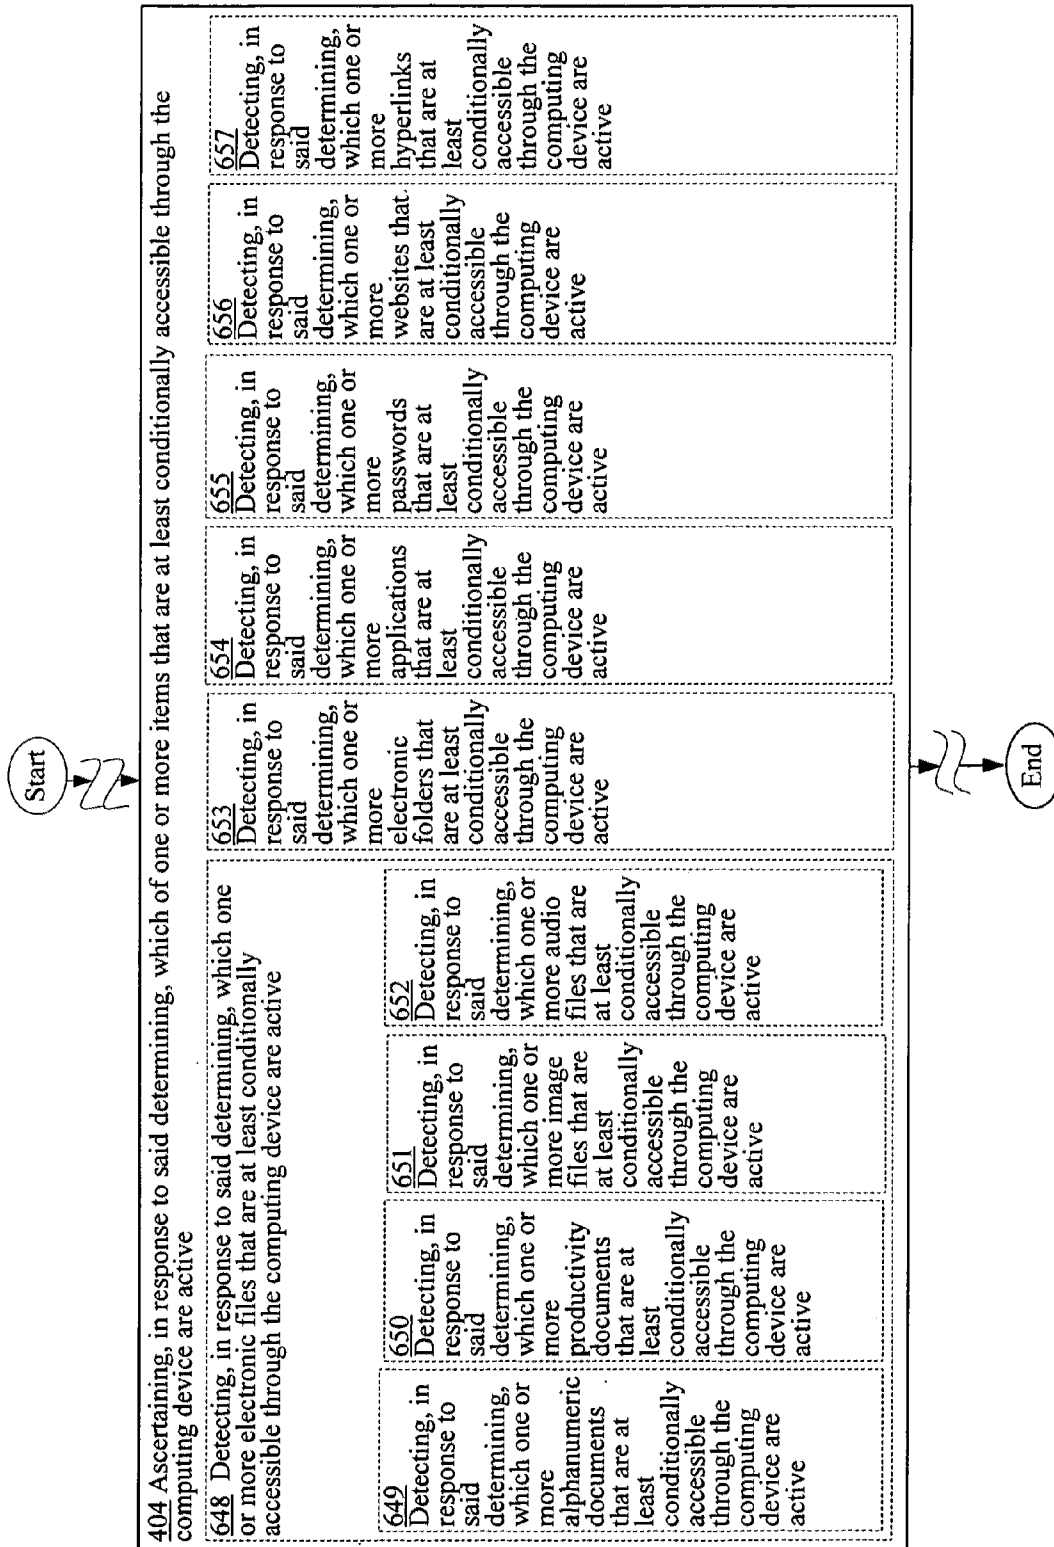 Start
404 Ascertaining, in response to said determining, which of one or more items that are at least conditionally accessible through the
computing device are active
648 Detecting, in response to said determining, which one
or more electronic files that are at least conditionally
accessible through the computing device are active
649
Detecting, in
response to
said
determining,
which one or
more
alphanumeric
documents
that are at
least
conditionally
accessible
through the
computing
device are
active
650
Detecting, in
response to
said
determining,
which one or
more
productivity
documents
that are at
least
conditionally
accessible
through the
computing
device are
active
651
Detecting, in
response to
said
determining,
which one or
more image
files that are
at least
conditionally
accessible
through the
computing
device are
active
652
Detecting, in
response to
said
determining,
which one or
more audio
files that are
at least
conditionally
accessible
through the
computing
device are
active
653
Detecting, in
response to
said
determining,
which one or
more
electronic
folders that
are at least
conditionally
accessible
through the
computing
device are
active
654
Detecting, in
response to
said
determining,
which one or
more
applications
that are at
least
conditionally
accessible
through the
computing
device are
active
655
Detecting, in
response to
said
determining,
which one or
more
passwords
that are at
least
conditionally
accessible
through the
computing
device are
active
656
Detecting, in
response to
said
determining,
which one or
more
websites that
are at least
conditionally
accessible
through the
computing
device are
active
657
Detecting, in
response to
said
determining,
which one or
more
hyperlinks
that are at
least
conditionally
accessible
through the
computing
device are
active
End